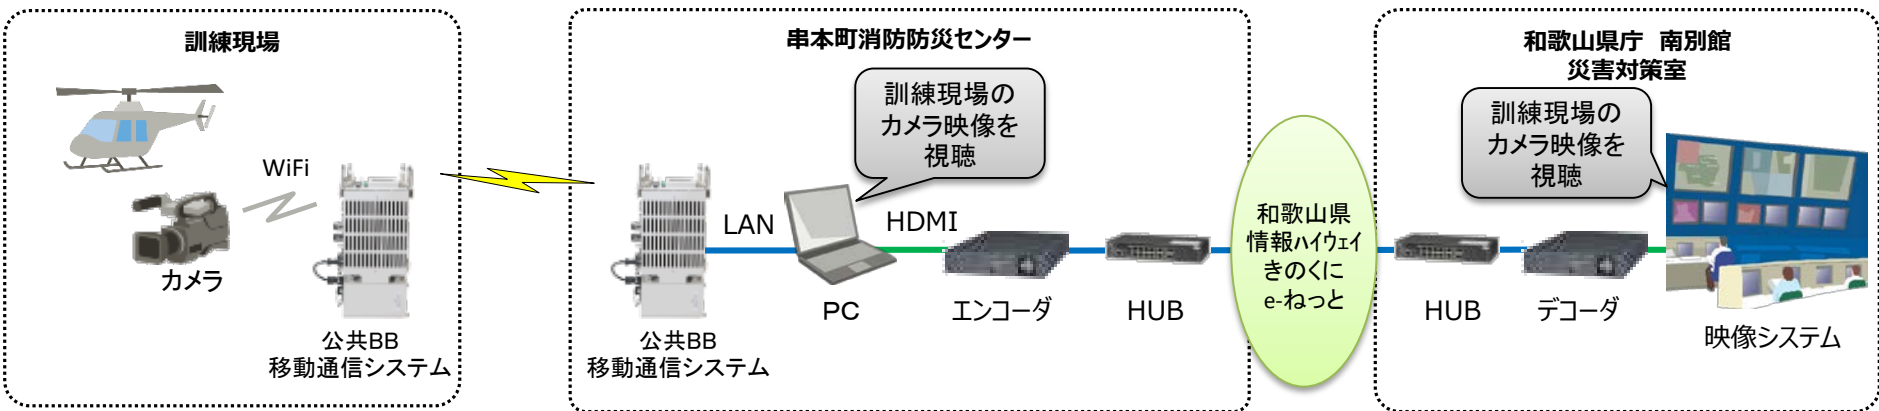 訓練現場
WiFi
カメラ
公共BB
移動通信システム
串本町消防防災センター
訓練現場の
カメラ映像を
視聴
LAN
HDMI
公共BB
移動通信システム
PC
エンコーダ
HUB
和歌山県
情報ﾊｲｳｪｲ
きのくに
e-ねっと
和歌山県庁　南別館
災害対策室
訓練現場の
カメラ映像を
視聴
HUB
デコーダ
映像システム